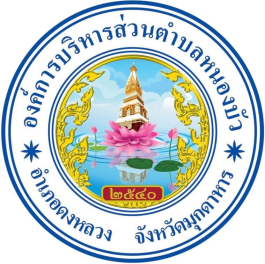 องค์การบริหารส่วนตำบลหนองบัว
๒๕๔๐
อำเภอดงหลวง จังหวัดมุกดาหาร